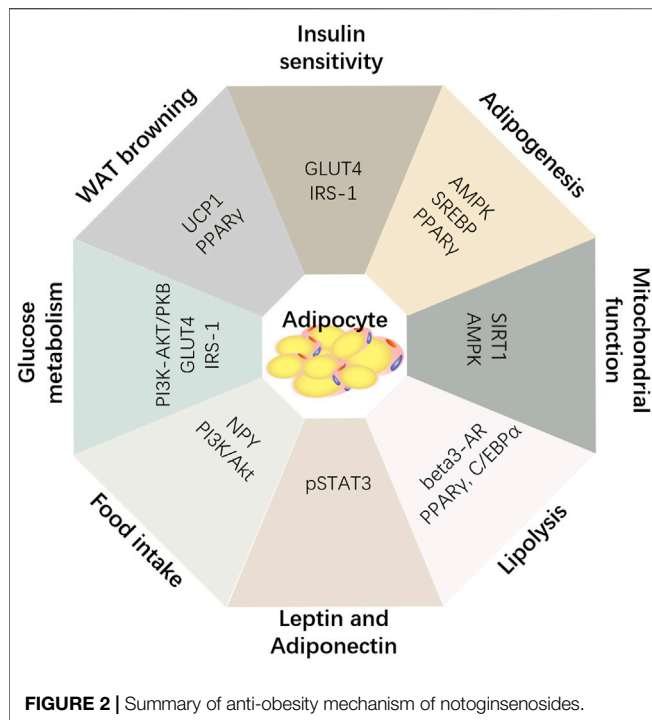 Insulin
sensitivity
GLUT4
IRS-1
Adipogenesis
AMPK
SREBP
PPARγ
Mitochondrial
function
SIRT1
AMPK
Lipolysis
beta3-AR
PPARγ, C/EBPα
Leptin and
Adiponectin
pSTAT3
Food intake
NPY
PI3K/Akt
Glucose
metabolism
PI3K-AKT/PKB
GLUT4
IRS-1
WAT browning
UCP1
PPARγ
Adipocyte
FIGURE 2 | Summary of anti-obesity mechanism of notoginsenosides.